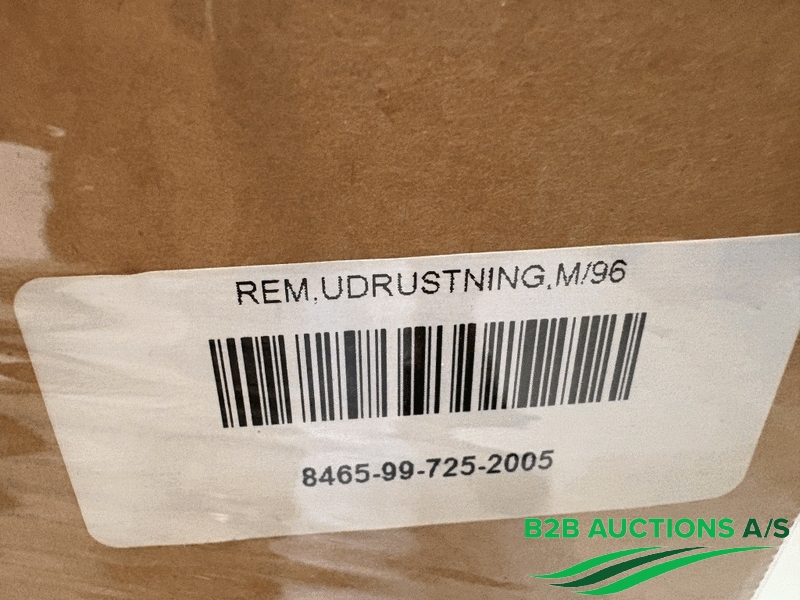 REM,UDRUSTNING,M/96
8465-99-725-2005
B2B AUCTIONS A/S